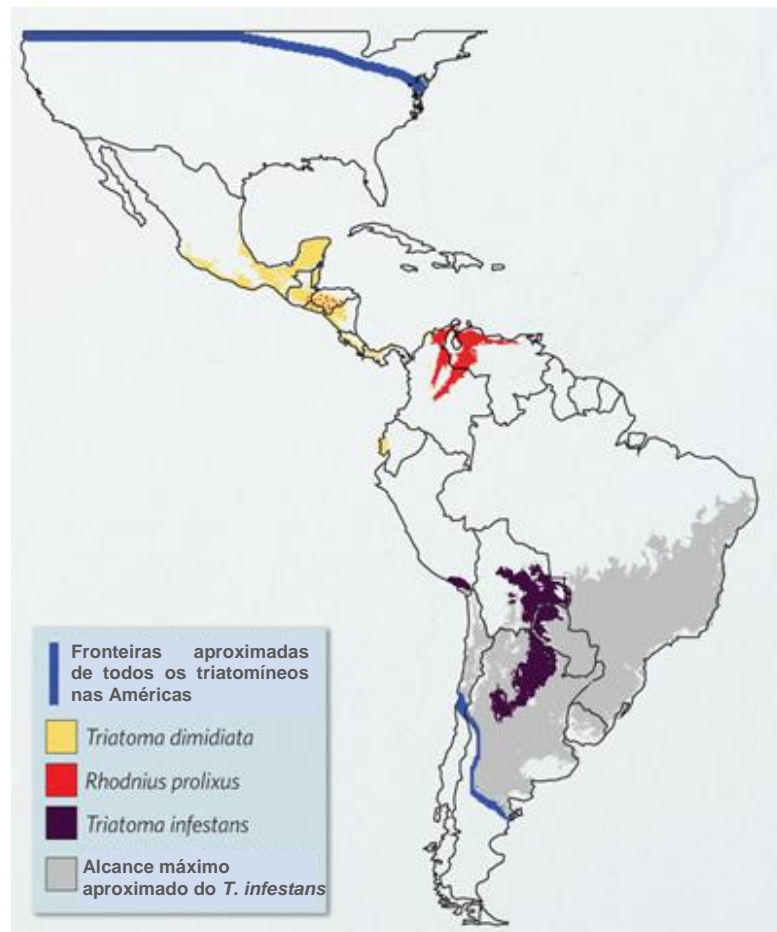 Fronteiras aproximadas
de todos os triatomíneos
nas Américas
Triatoma dimidiata
Rhodnius prolixus
Triatoma infestans
Alcance máximo
aproximado do T. infestans